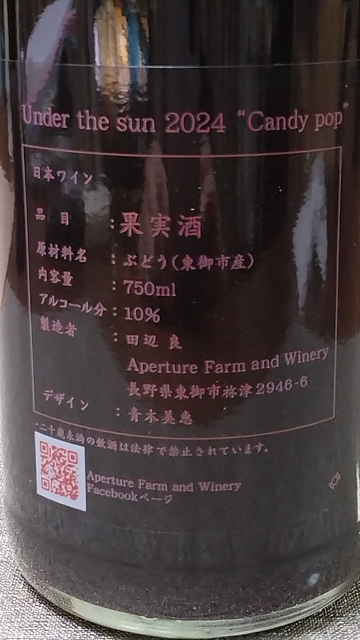 Under the sun 2024 “Candy pop”
日本ワイン
品 目 : 果実酒
原材料名 : ぶどう(東御市産)
内容量 : 750ml
アルコール分 : 10%
製造者 : 田辺 良
Aperture Farm and Winery
長野県東御市祢津2946-6
デザイン : 青木美恵
・二十歳未満の飲酒は法律で禁止されています。
Aperture Farm and Winery
Facebookページ